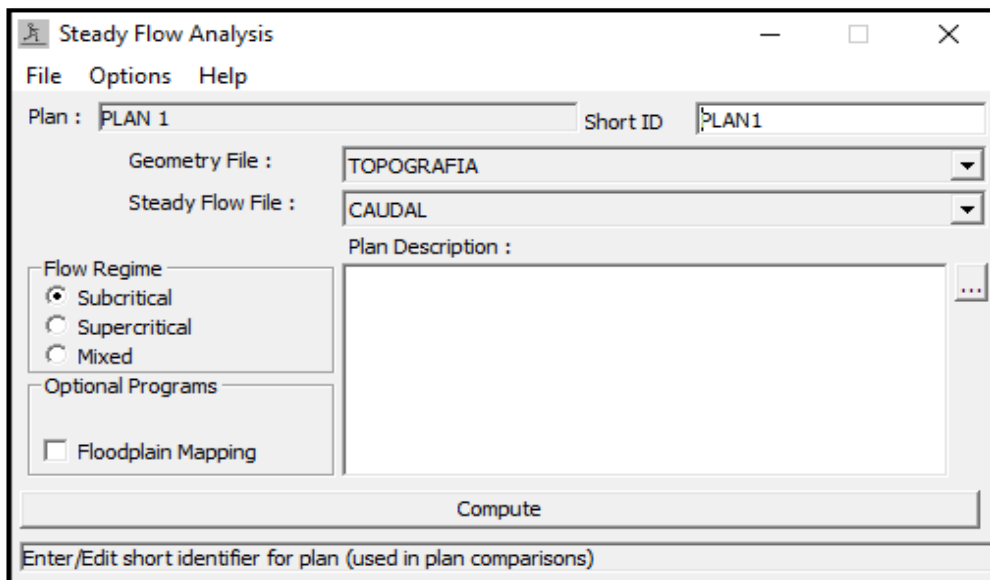 Steady Flow Analysis
File Options Help
Plan : PLAN 1 Short ID PLAN1
Geometry File : TOPOGRAFIA
Steady Flow File : CAUDAL
Plan Description :
Flow Regime
Subcritical
Supercritical
Mixed
Optional Programs
Floodplain Mapping
...
Compute
Enter/Edit short identifier for plan (used in plan comparisons)